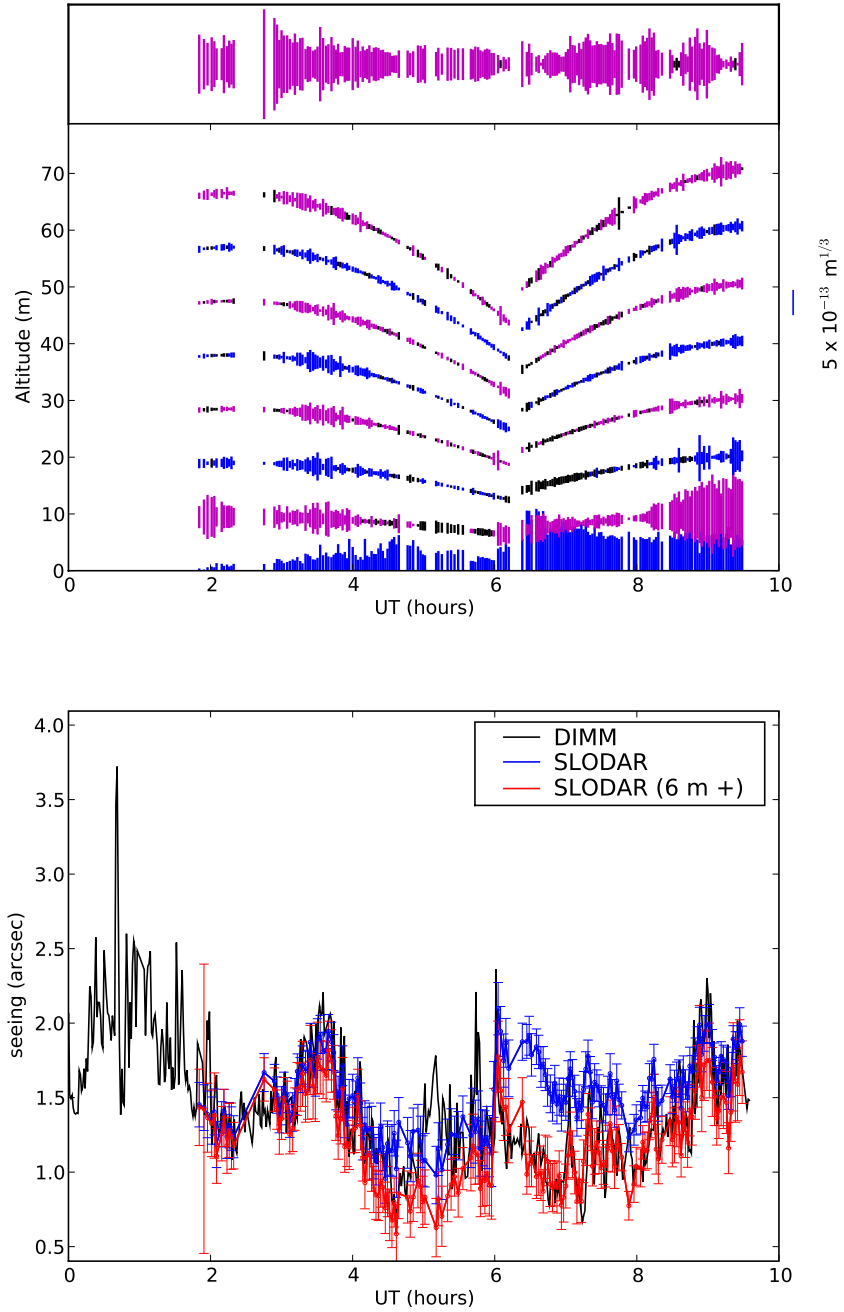 70
60
50
40
30
20
10
0
Altitude (m)
0 2 4 6 8 10
UT (hours)
5 x 10⁻¹³ m¹/³
4.0
3.5
3.0
2.5
2.0
1.5
1.0
0.5
seeing (arcsec)
DIMM
SLODAR
SLODAR (6 m +)
0 2 4 6 8 10
UT (hours)